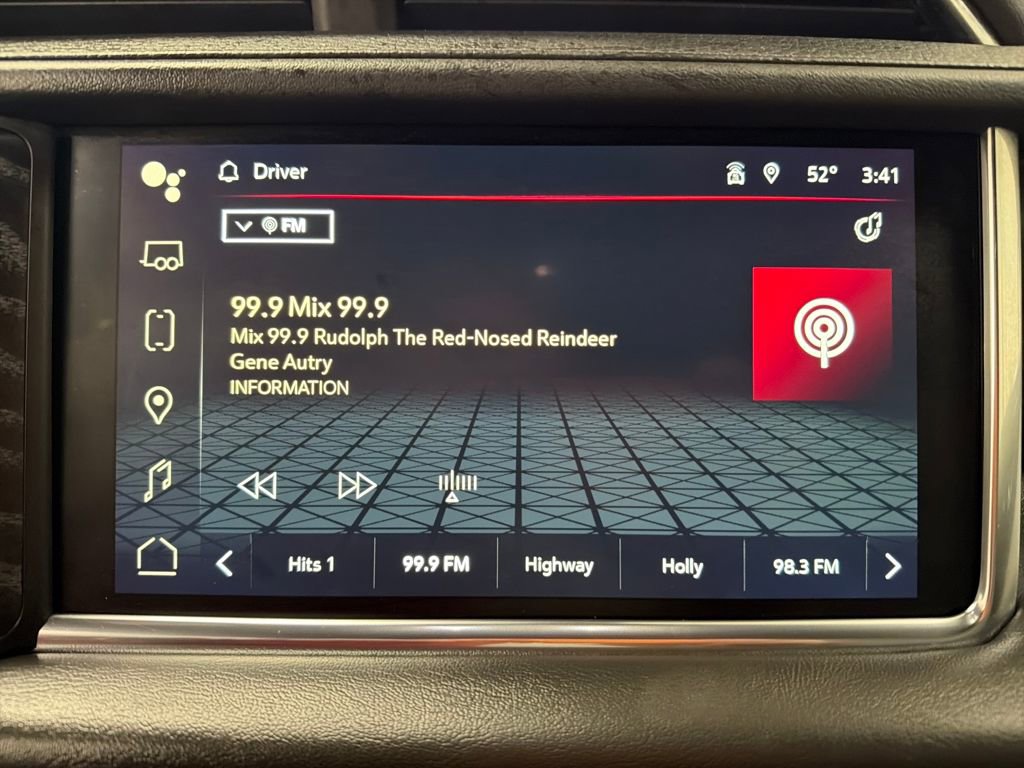 Driver
52° 3:41
FM
99.9 Mix 99.9
Mix 99.9 Rudolph The Red-Nosed Reindeer
Gene Autry
INFORMATION
Hits 1 99.9 FM Highway Holly 98.3 FM